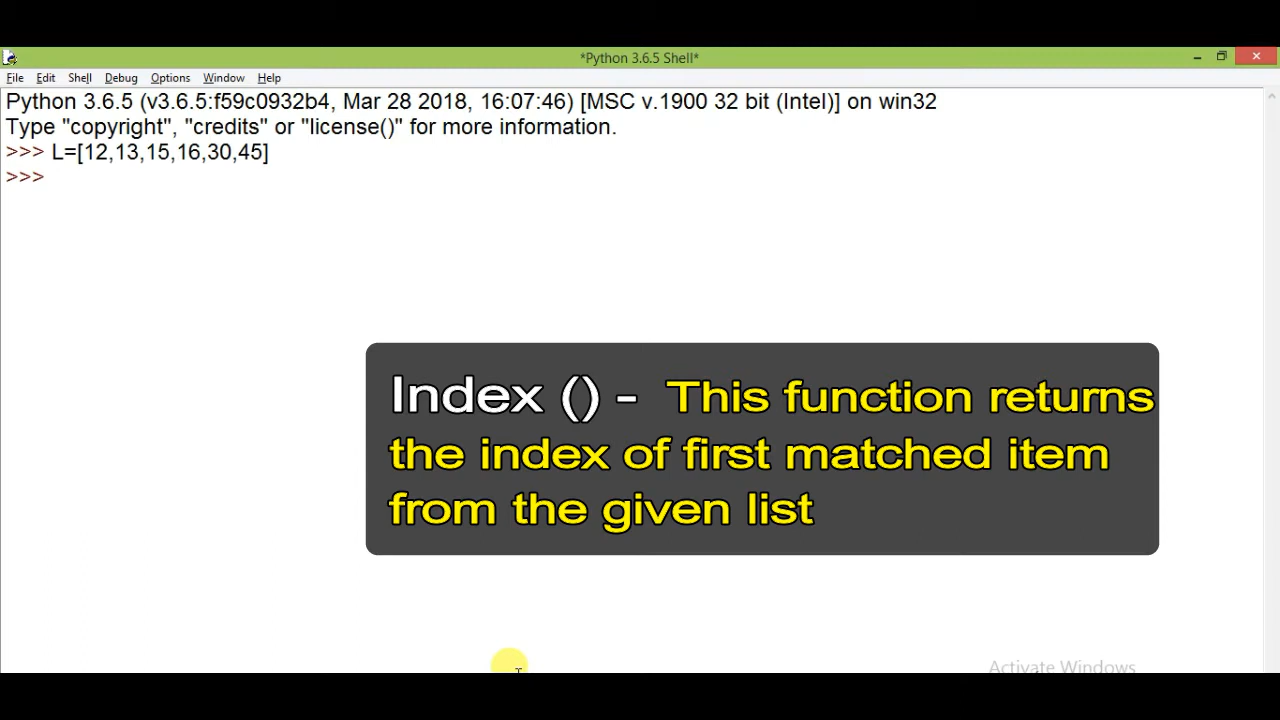 *Python 3.6.5 Shell*
File Edit Shell Debug Options Window Help
Python 3.6.5 (v3.6.5:f59c0932b4, Mar 28 2018, 16:07:46) [MSC v.1900 32 bit (Intel)] on win32
Type "copyright", "credits" or "license()" for more information.
>>> L=[12,13,15,16,30,45]
>>>
Index () - This function returns
the index of first matched item
from the given list
Activate Windows